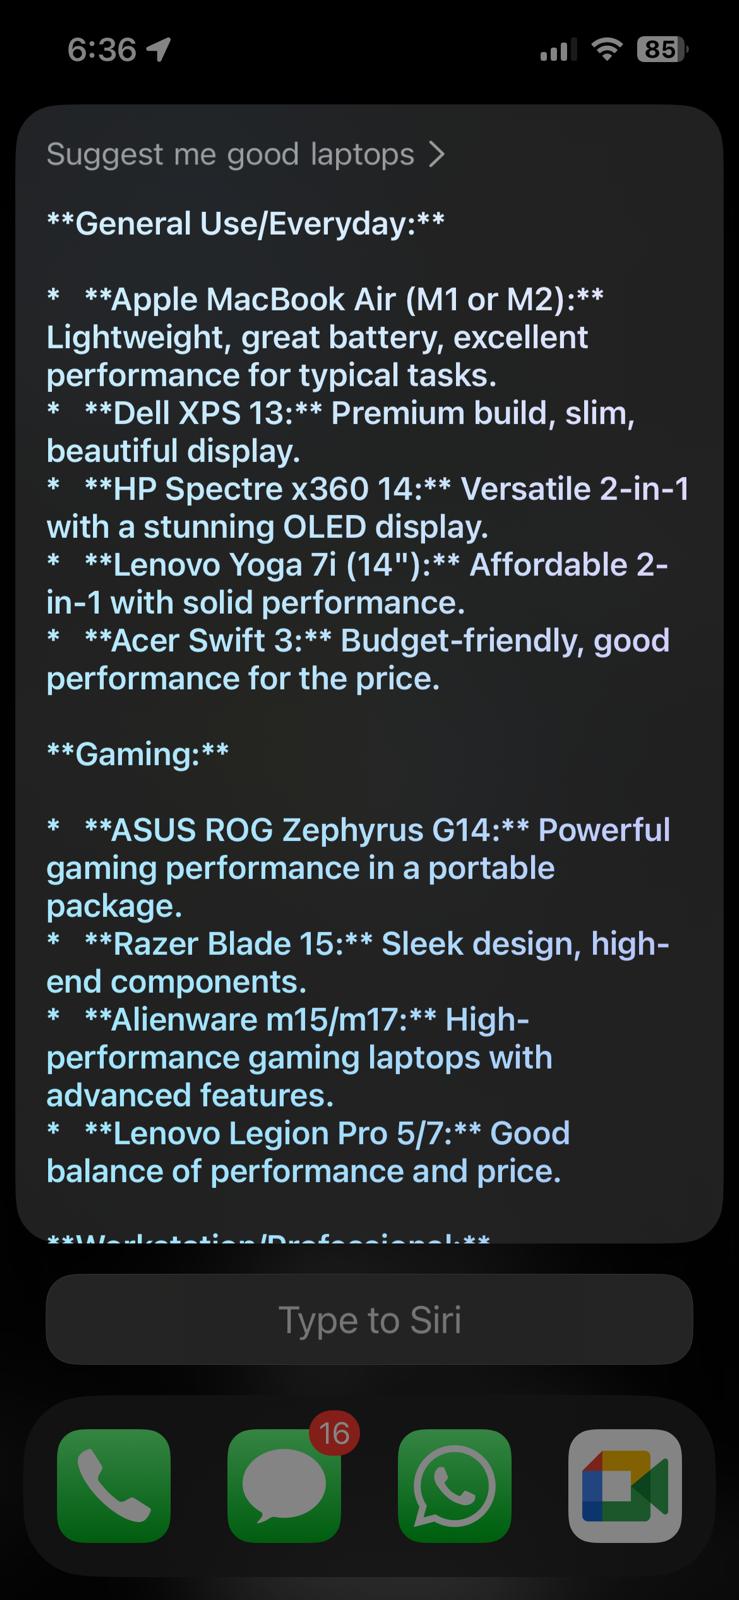 6:36
85
Suggest me good laptops >
**General Use/Everyday:**
*   **Apple MacBook Air (M1 or M2):**
Lightweight, great battery, excellent
performance for typical tasks.
*   **Dell XPS 13:** Premium build, slim,
beautiful display.
*   **HP Spectre x360 14:** Versatile 2-in-1
with a stunning OLED display.
*   **Lenovo Yoga 7i (14"):** Affordable 2-
in-1 with solid performance.
*   **Acer Swift 3:** Budget-friendly, good
performance for the price.
**Gaming:**
*   **ASUS ROG Zephyrus G14:** Powerful
gaming performance in a portable
package.
*   **Razer Blade 15:** Sleek design, high-
end components.
*   **Alienware m15/m17:** High-
performance gaming laptops with
advanced features.
*   **Lenovo Legion Pro 5/7:** Good
balance of performance and price.
**Workstation/Professional:**
Type to Siri
16